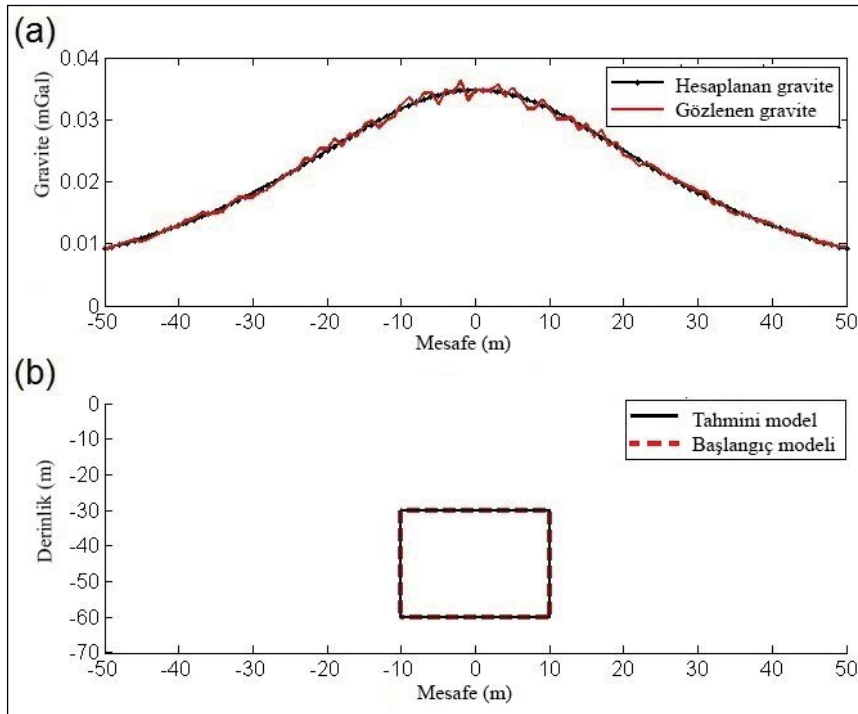 (a)
Gravite (mGal)
0.04
0.03
0.02
0.01
0
Hesaplanan gravite
Gözlenen gravite
-50 -40 -30 -20 -10 0 10 20 30 40 50
Mesafe (m)
(b)
Derinlik (m)
0
-10
-20
-30
-40
-50
-60
-70
Tahmini model
Başlangıç modeli
-50 -40 -30 -20 -10 0 10 20 30 40 50
Mesafe (m)